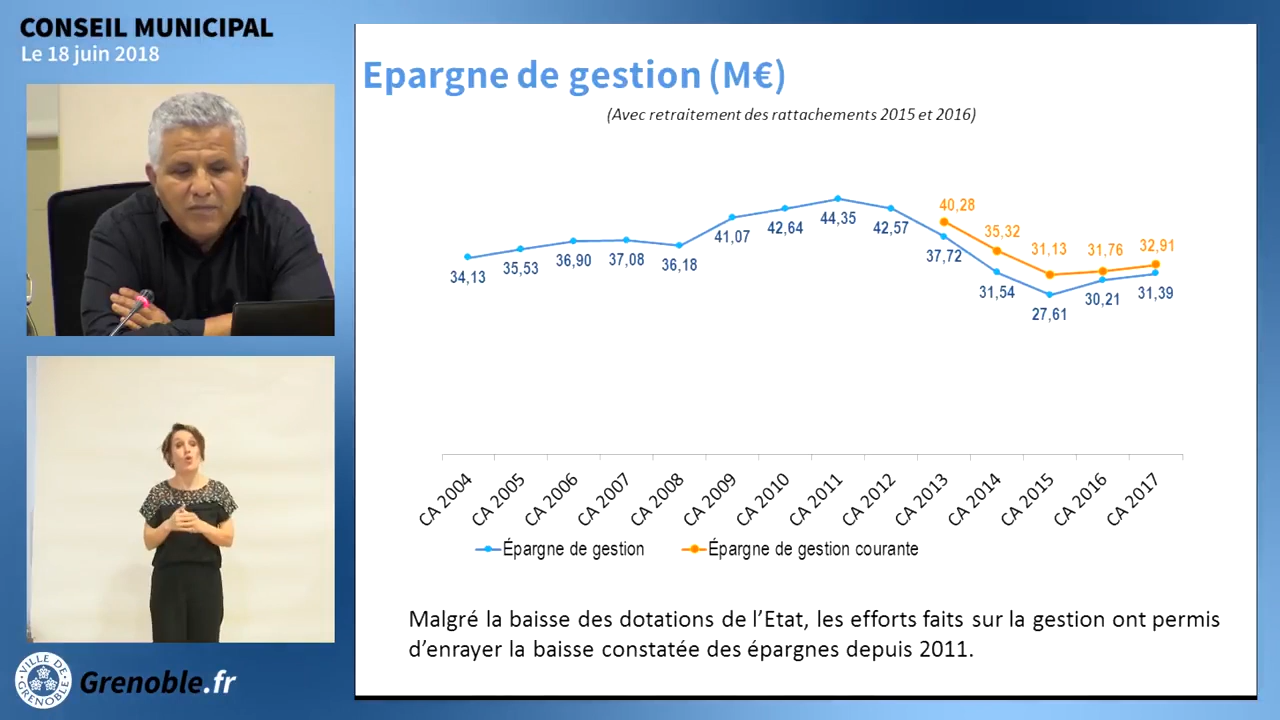 CONSEIL MUNICIPAL
Le 18 juin 2018
Epargne de gestion (M€)
(Avec retraitement des rattachements 2015 et 2016)
34,13
35,53
36,90
37,08
36,18
41,07
42,64
44,35
42,57
37,72
31,54
27,61
30,21
31,39
40,28
35,32
31,13
31,76
32,91
CA 2004
CA 2005
CA 2006
CA 2007
CA 2008
CA 2009
CA 2010
CA 2011
CA 2012
CA 2013
CA 2014
CA 2015
CA 2016
CA 2017
Épargne de gestion
Épargne de gestion courante
Malgré la baisse des dotations de l’Etat, les efforts faits sur la gestion ont permis
d’enrayer la baisse constatée des épargnes depuis 2011.
VILLE DE
GRENOBLE
Grenoble.fr